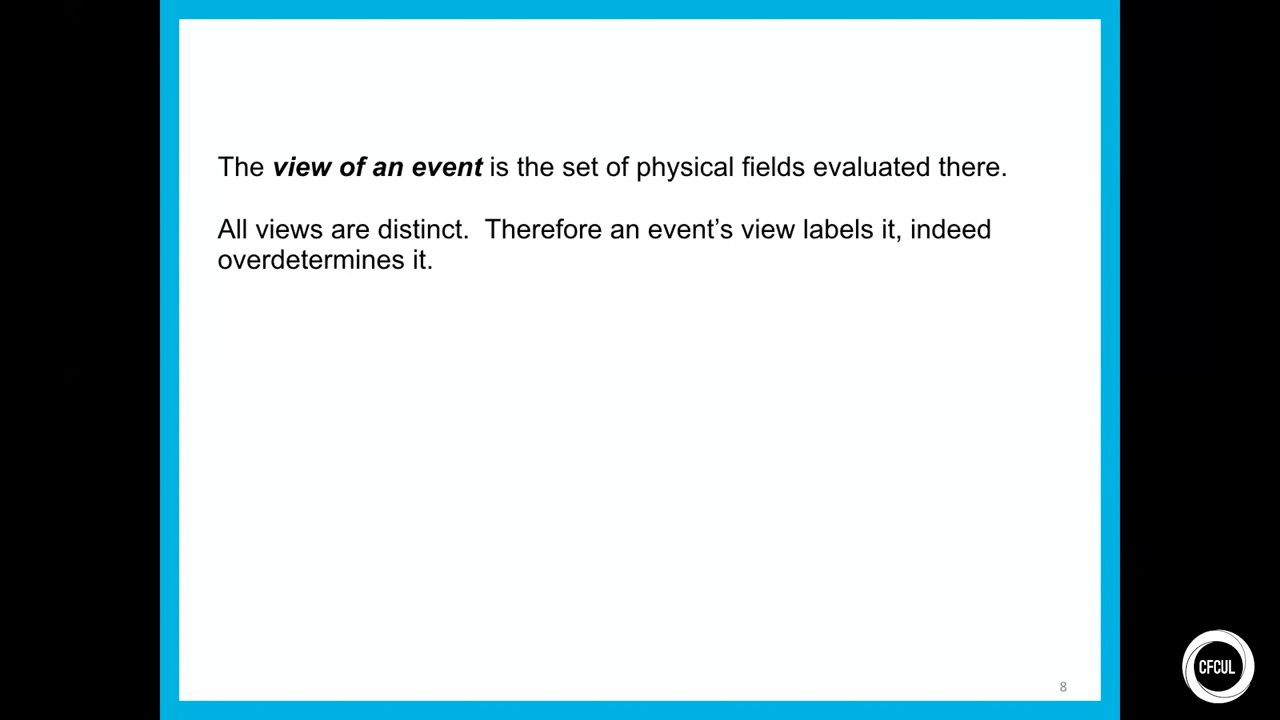 The view of an event is the set of physical fields evaluated there.
All views are distinct.  Therefore an event’s view labels it, indeed
overdetermines it.
8
CFCUL